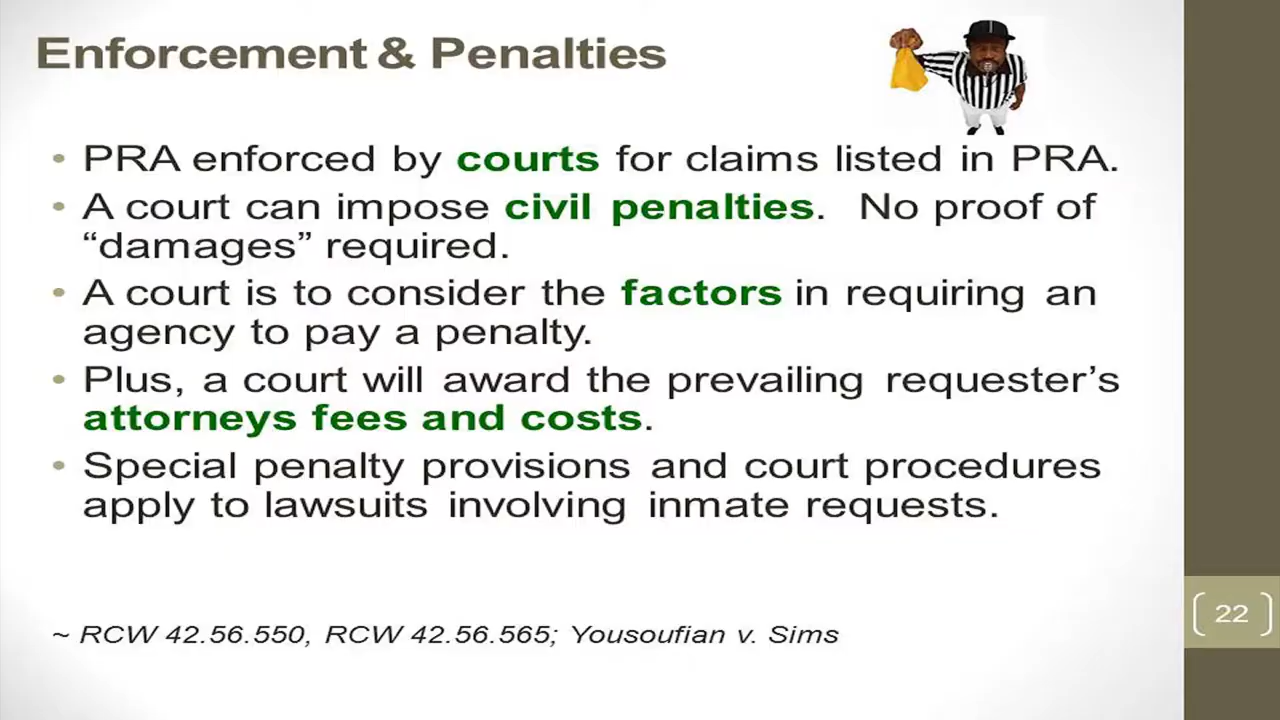 Enforcement & Penalties
• PRA enforced by courts for claims listed in PRA.
• A court can impose civil penalties.  No proof of
“damages” required.
• A court is to consider the factors in requiring an
agency to pay a penalty.
• Plus, a court will award the prevailing requester’s
attorneys fees and costs.
• Special penalty provisions and court procedures
apply to lawsuits involving inmate requests.
~ RCW 42.56.550, RCW 42.56.565; Yousoufian v. Sims
22